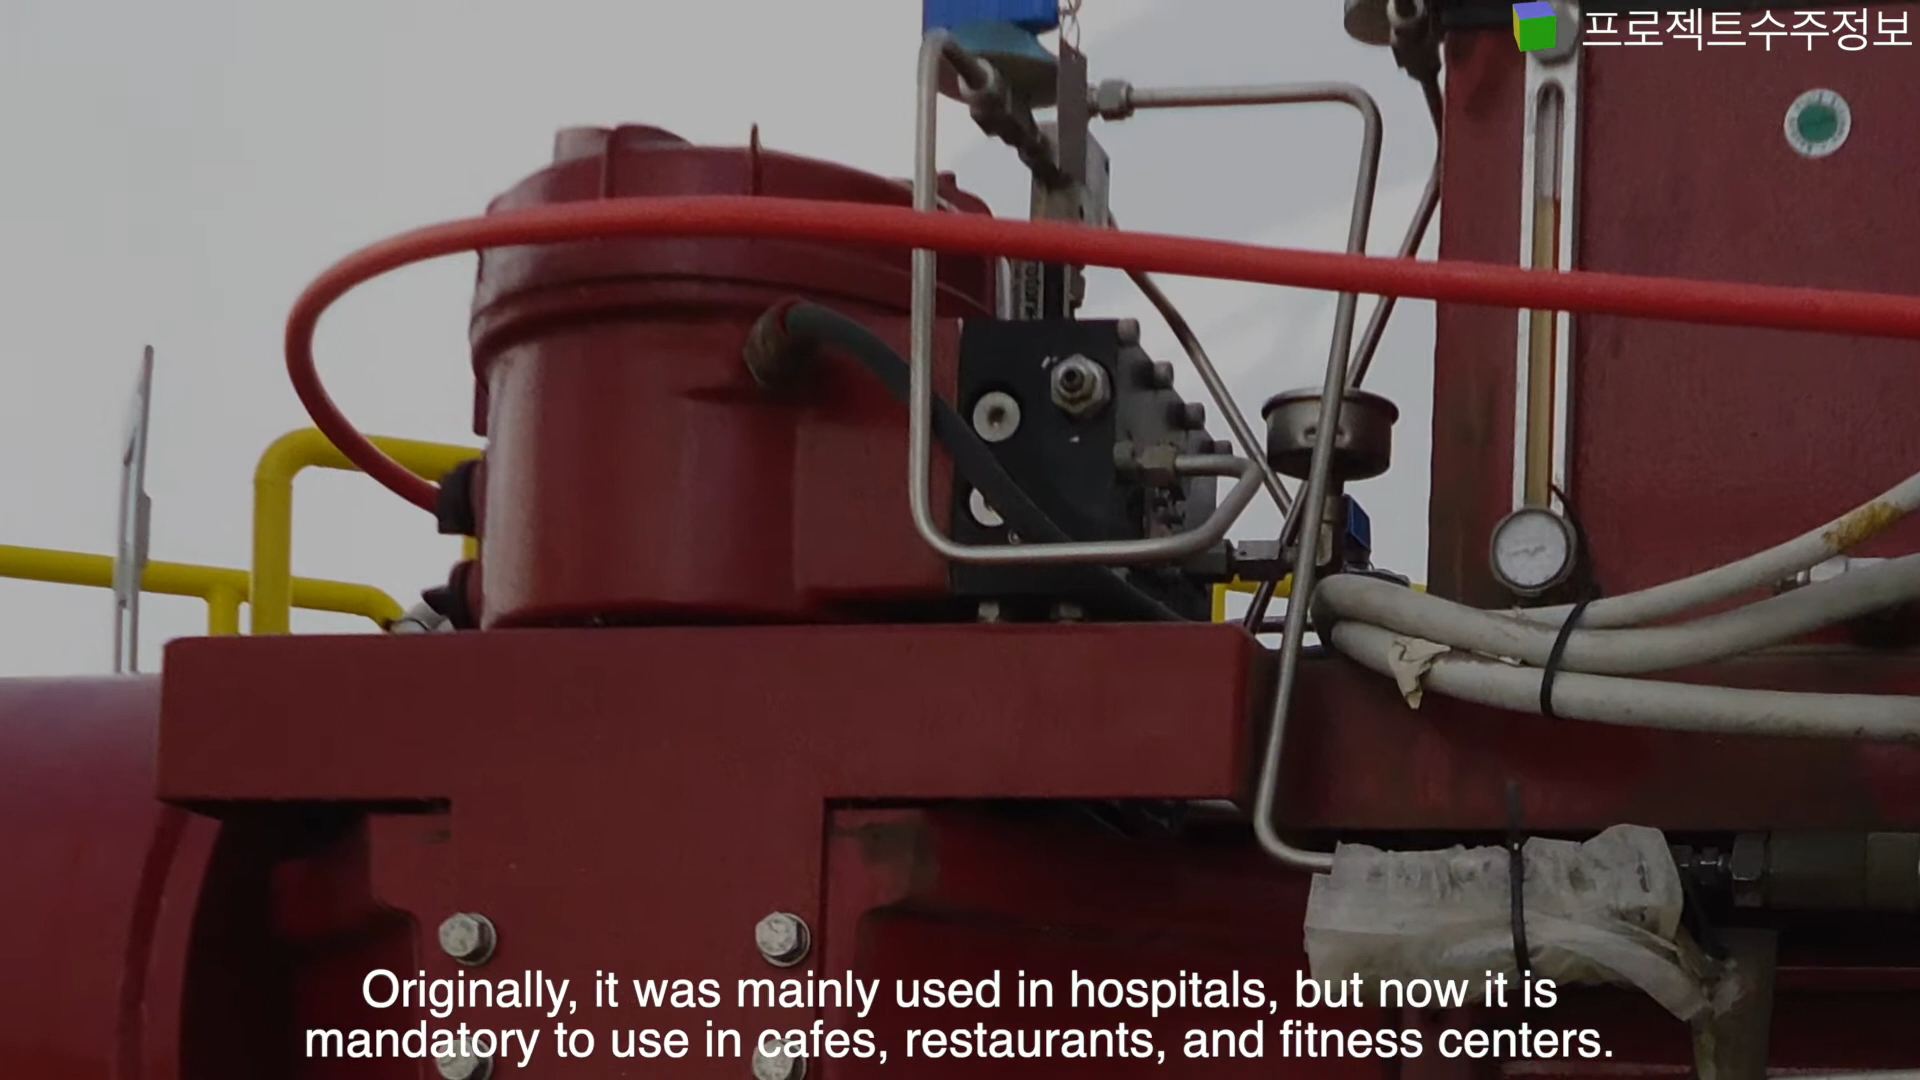 프로젝트수주정보
Originally, it was mainly used in hospitals, but now it is
mandatory to use in cafes, restaurants, and fitness centers.